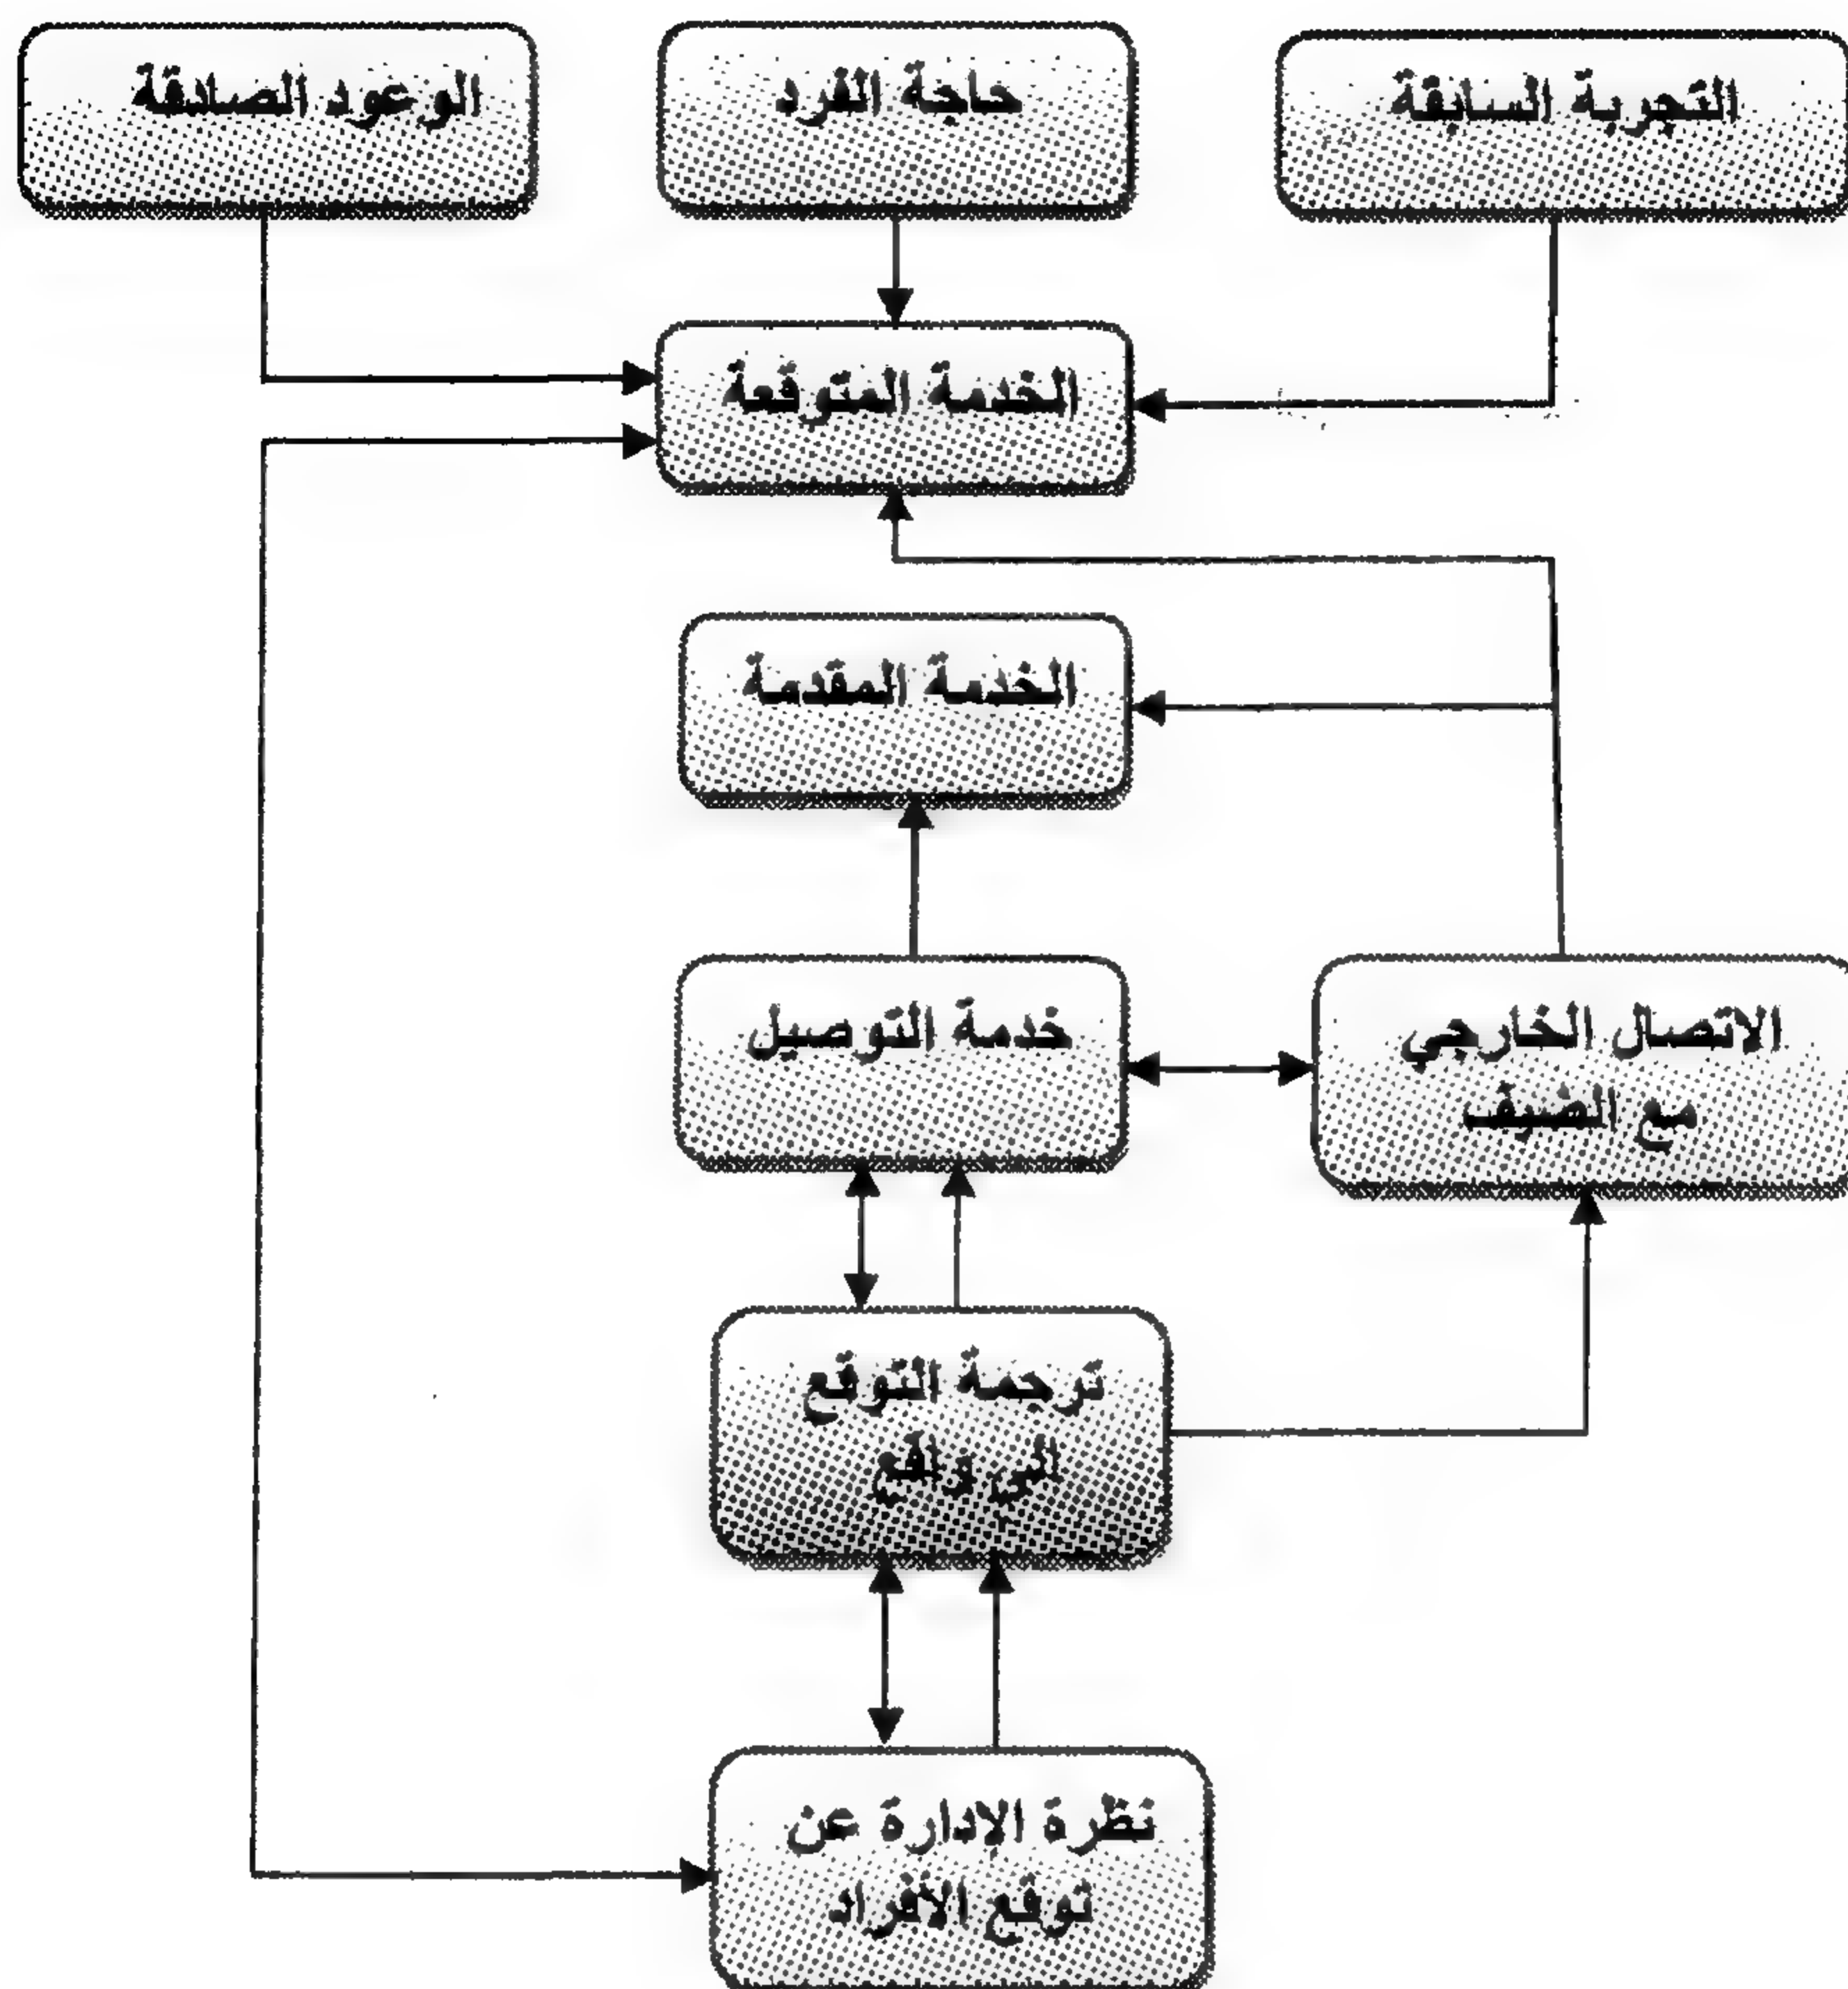 التجربة السابقة
حاجة الفرد
الوعود الصادقة
الخدمة المتوقعة
الخدمة المقدمة
الاتصال الخارجي
مع الضيف
خدمة التوصيل
ترجمة التوقع
الى واقع
نظرة الإدارة عن
توقع الأفراد